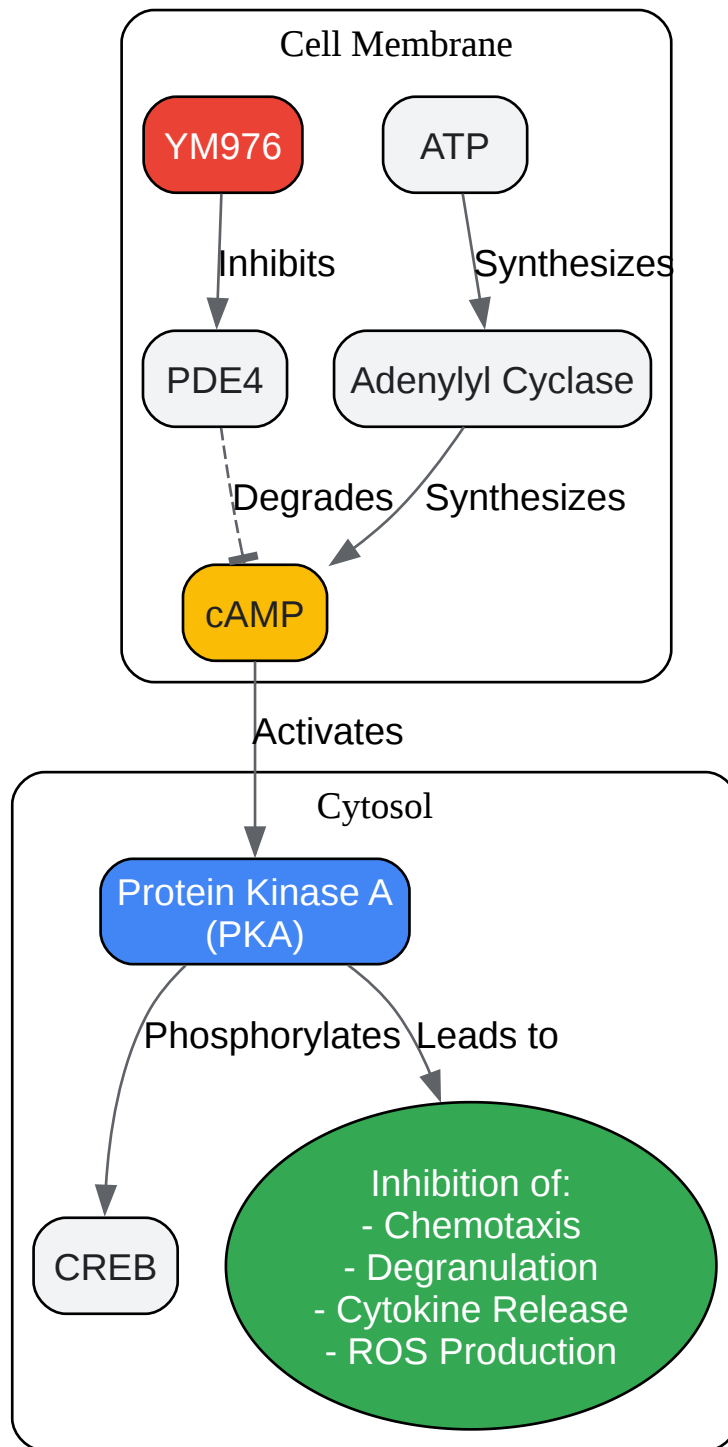 Cell Membrane
YM976
ATP
Inhibits
Synthesizes
PDE4
Adenylyl Cyclase
Degrades
Synthesizes
cAMP
Activates
Cytosol
Protein Kinase A
(PKA)
Phosphorylates
Leads to
CREB
Inhibition of:
- Chemotaxis
- Degranulation
- Cytokine Release
- ROS Production